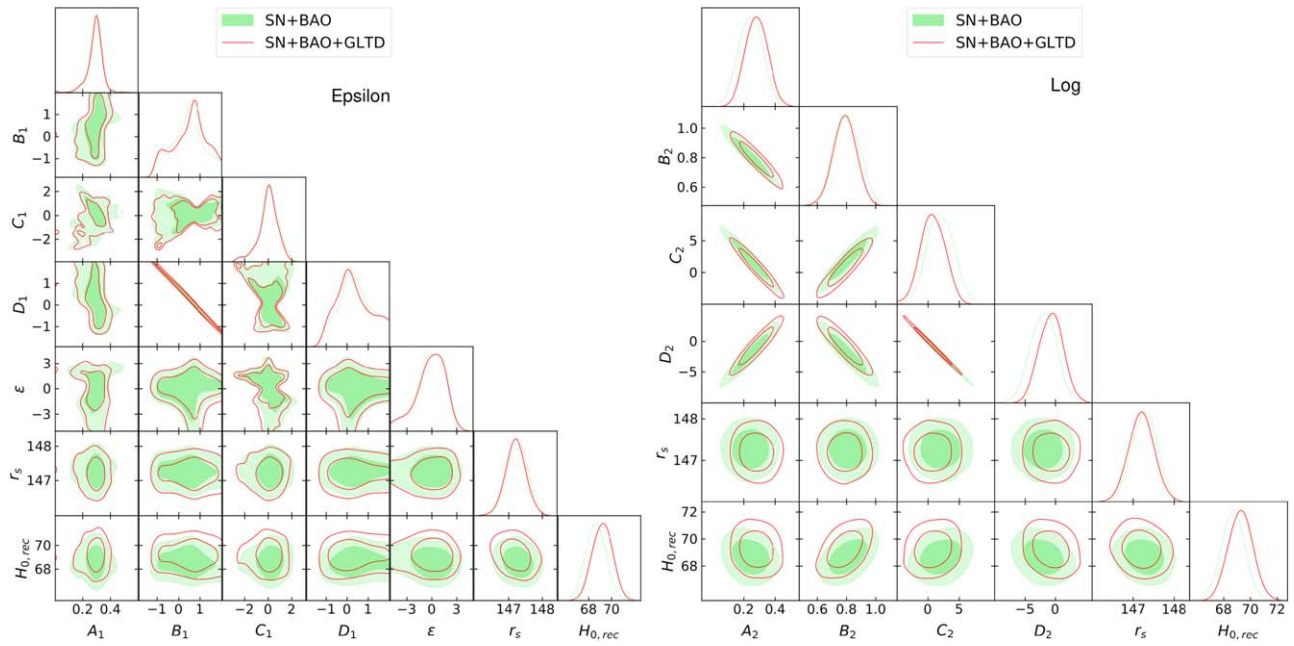 SN+BAO
SN+BAO+GLTD
Epsilon
B₁
1
0
−1
C₁
2
0
−2
D₁
1
0
−1
ε
3
0
−3
rₛ
148
147
H₀,rec
70
68
0.2 0.4
−1 0 1
−2 0 2
−1 0 1
−3 0 3
147 148
68 70
A₁ B₁ C₁ D₁ ε rₛ H₀,rec
SN+BAO
SN+BAO+GLTD
Log
B₂
1.0
0.8
0.6
C₂
5
0
D₂
0
−5
rₛ
148
147
H₀,rec
72
70
68
0.2 0.4
0.6 0.8 1.0
0 5
−5 0
147 148
68 70 72
A₂ B₂ C₂ D₂ rₛ H₀,rec